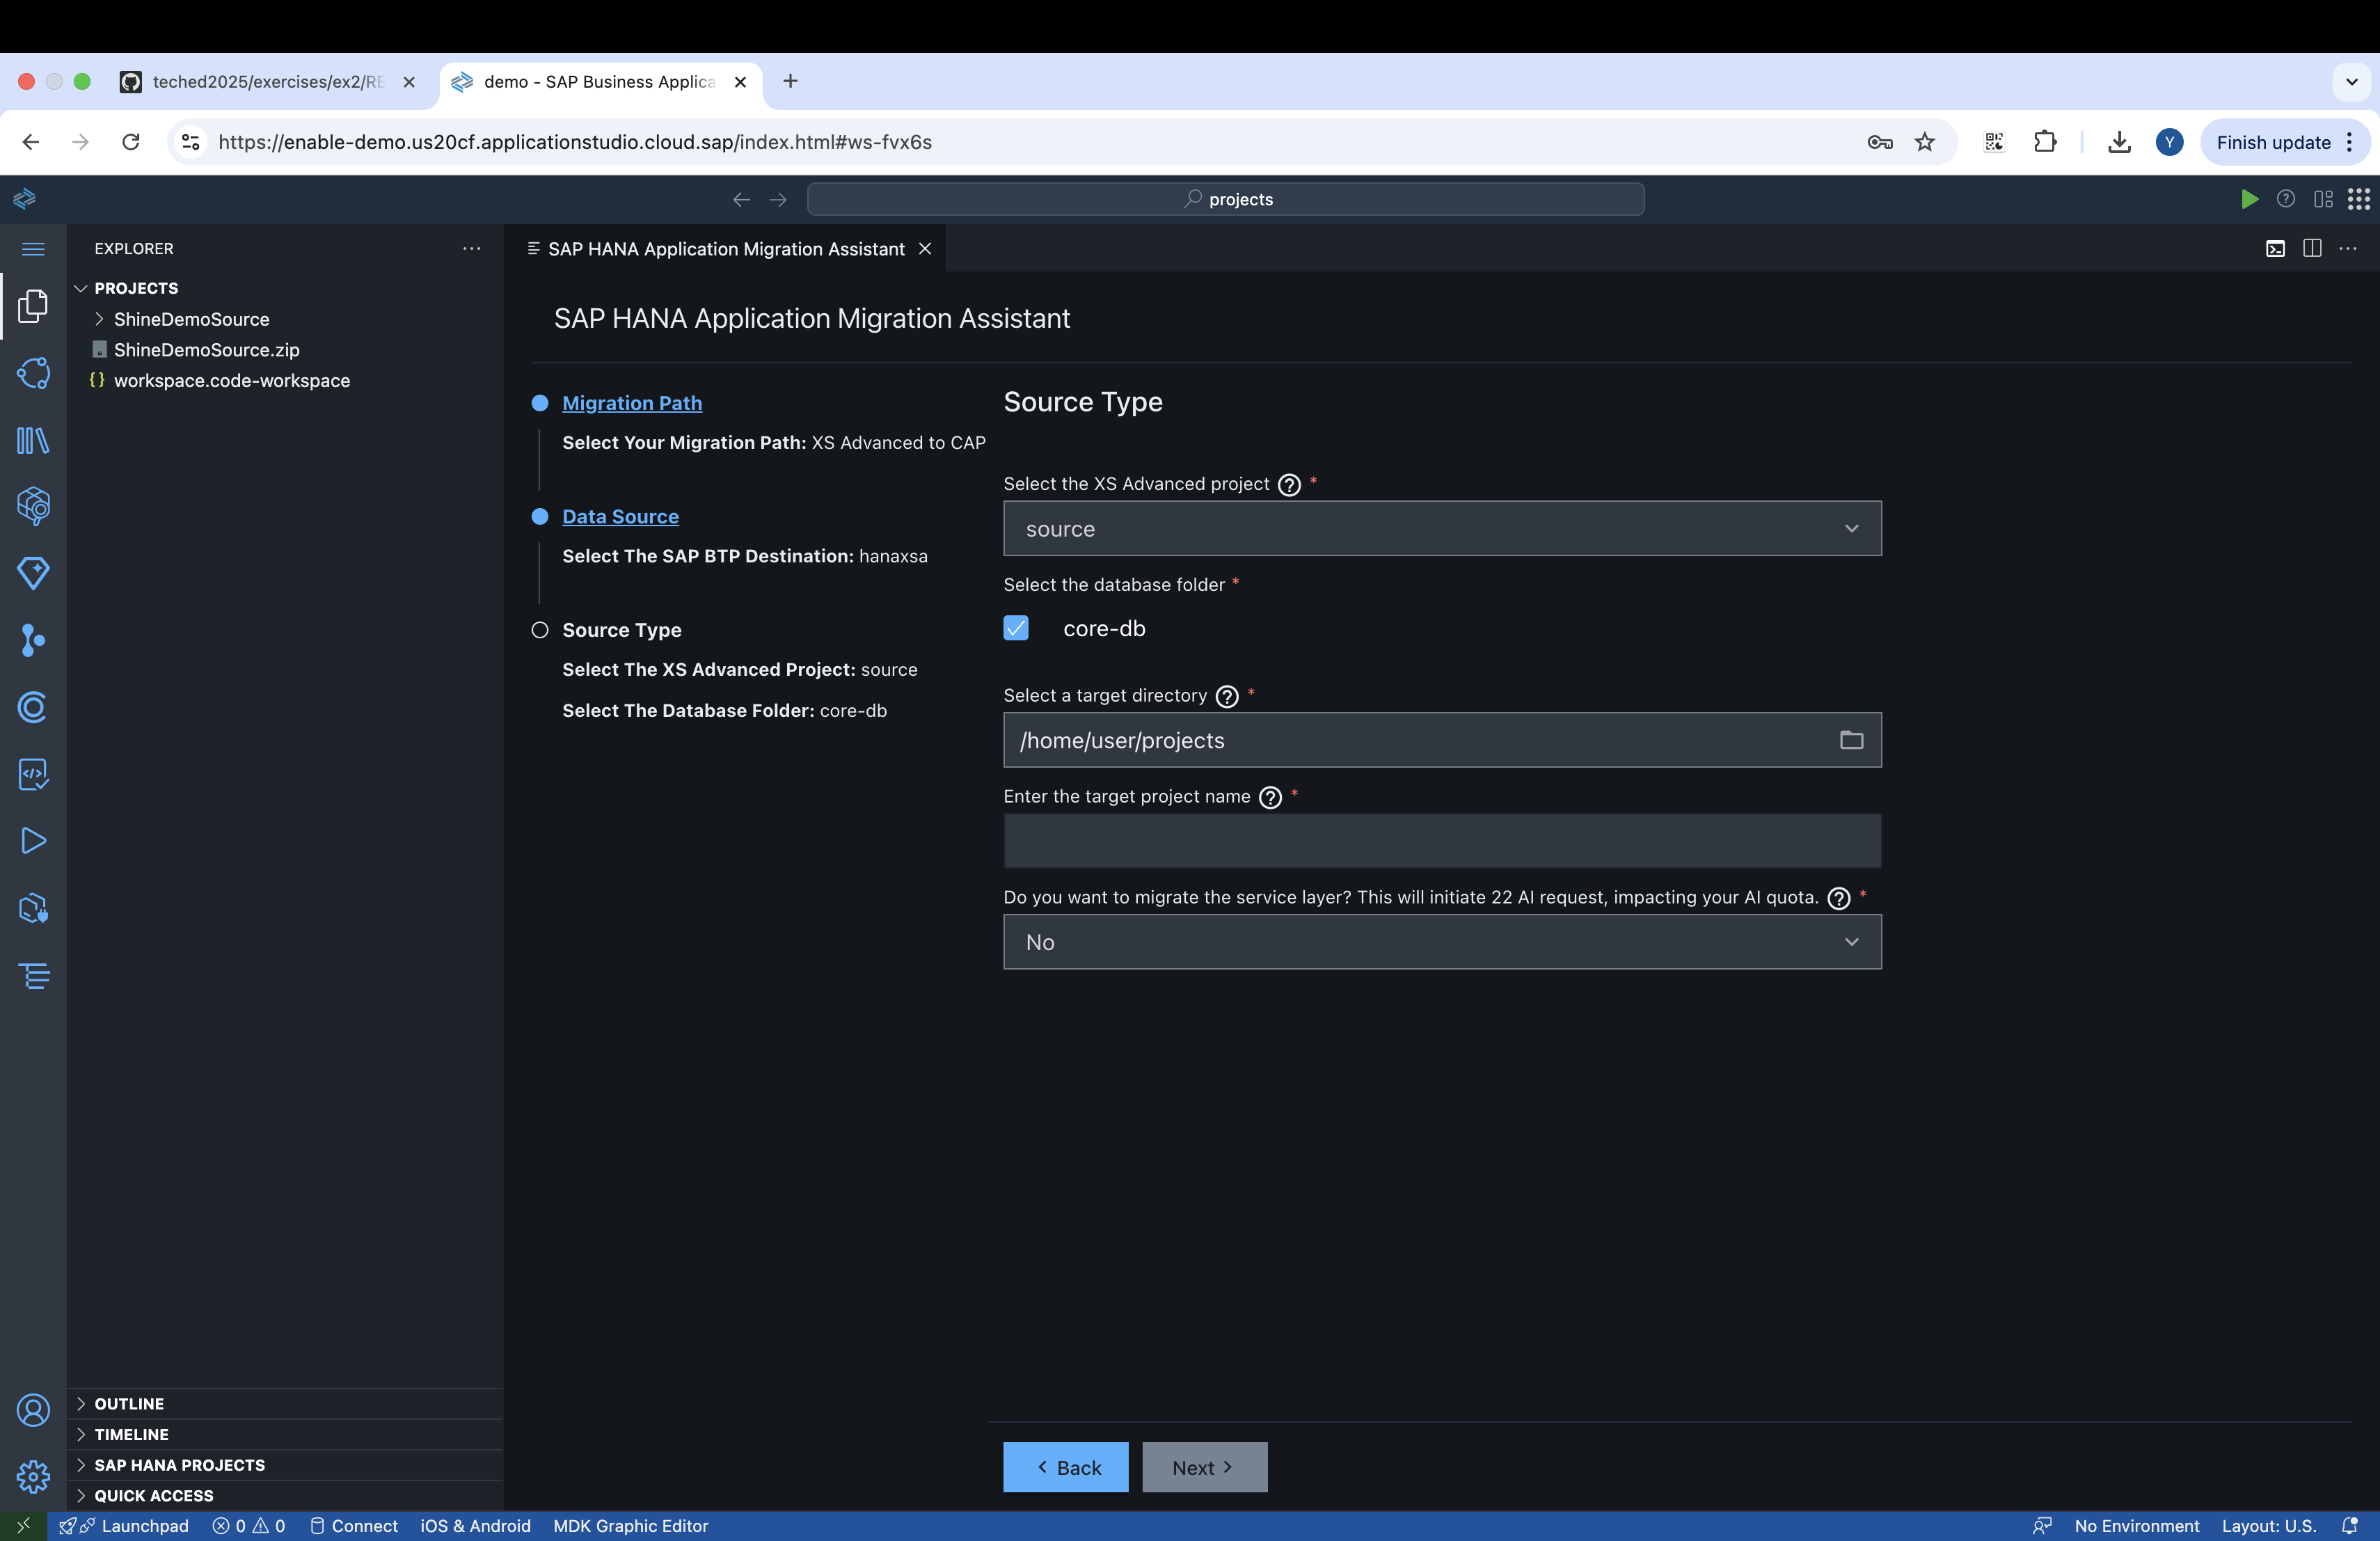 teched2025/exercises/ex2/RE
demo - SAP Business Applica
https://enable-demo.us20cf.applicationstudio.cloud.sap/index.html#ws-fvx6s
Y
Finish update
projects
EXPLORER
SAP HANA Application Migration Assistant
PROJECTS
ShineDemoSource
ShineDemoSource.zip
{} workspace.code-workspace
SAP HANA Application Migration Assistant
Migration Path
Select Your Migration Path: XS Advanced to CAP
Data Source
Select The SAP BTP Destination: hanaxsa
Source Type
Select The XS Advanced Project: source
Select The Database Folder: core-db
Source Type
Select the XS Advanced project ? *
source
Select the database folder *
core-db
Select a target directory ? *
/home/user/projects
Enter the target project name ? *
Do you want to migrate the service layer? This will initiate 22 AI request, impacting your AI quota. ? *
No
OUTLINE
TIMELINE
SAP HANA PROJECTS
QUICK ACCESS
Back
Next
Launchpad 0 0 Connect iOS & Android MDK Graphic Editor
No Environment Layout: U.S.